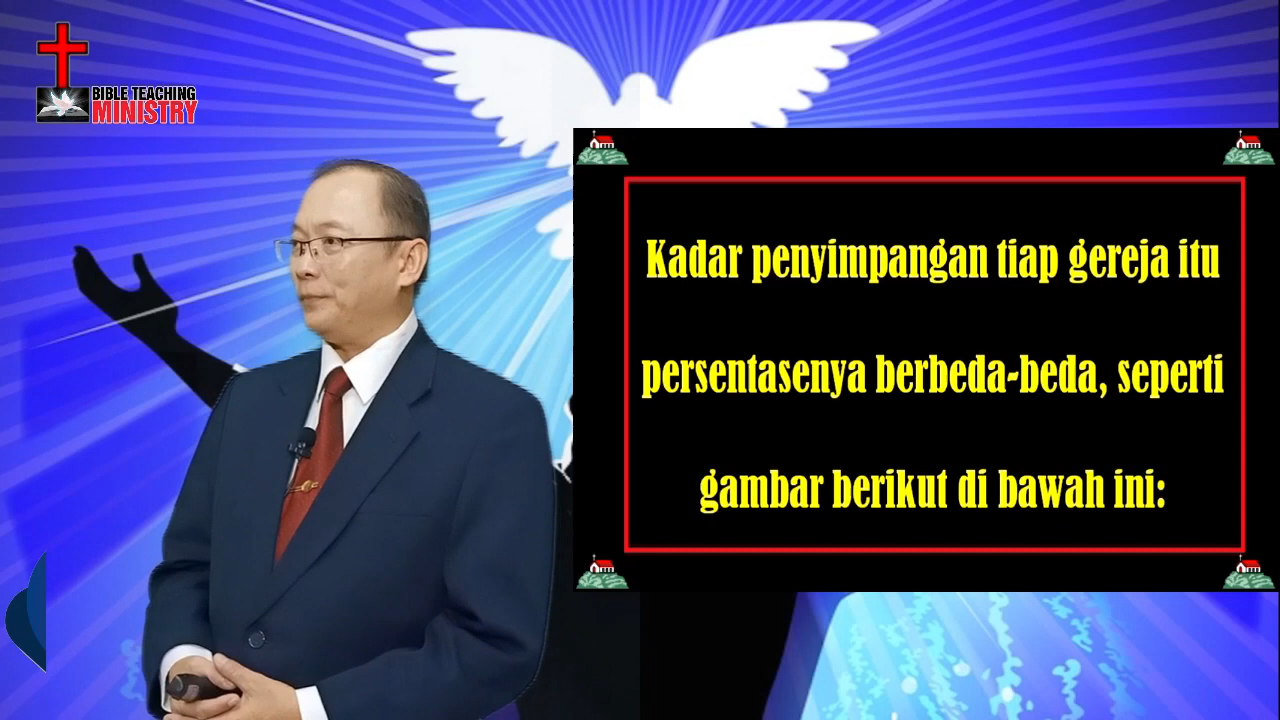 BIBLE TEACHING
MINISTRY
Kadar penyimpangan tiap gereja itu
persentasenya berbeda-beda, seperti
gambar berikut di bawah ini: